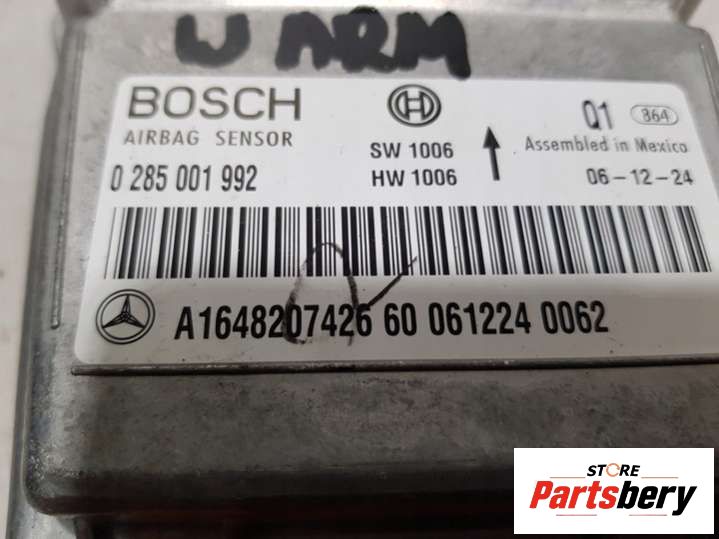 W ARM
BOSCH
AIRBAG SENSOR
0 285 001 992
SW 1006
HW 1006
Q1 364
Assembled in Mexico
06-12-24
A1648207426 60 061224 0062
STORE
Partsbery